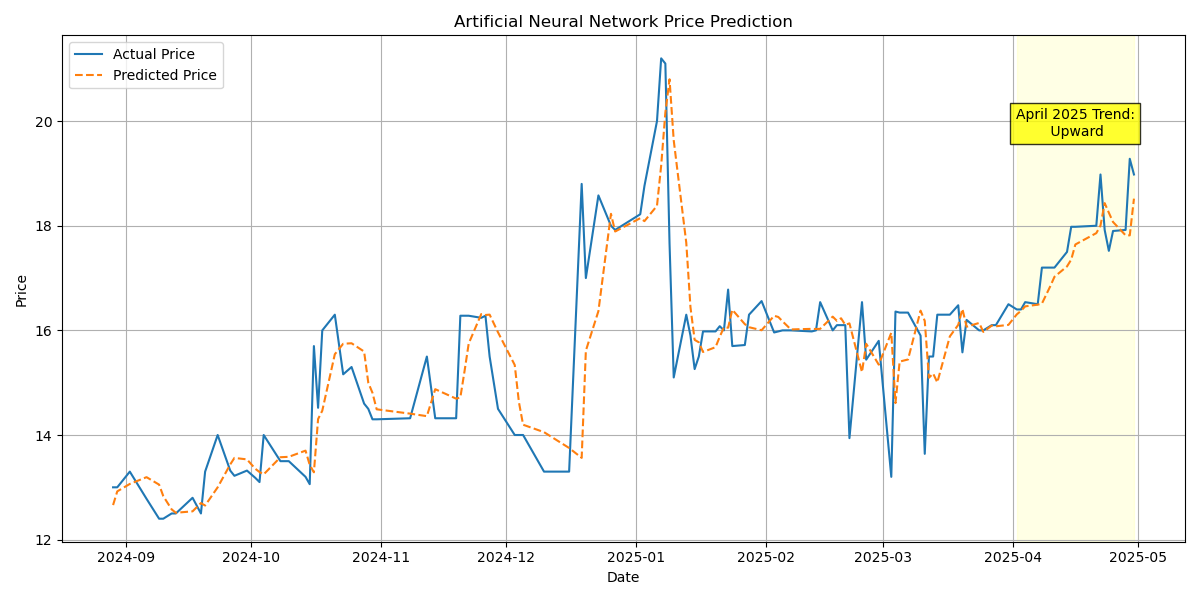 Artificial Neural Network Price Prediction
Actual Price
Predicted Price
April 2025 Trend:
Upward
Price
20
18
16
14
12
2024-09
2024-10
2024-11
2024-12
2025-01
2025-02
2025-03
2025-04
2025-05
Date